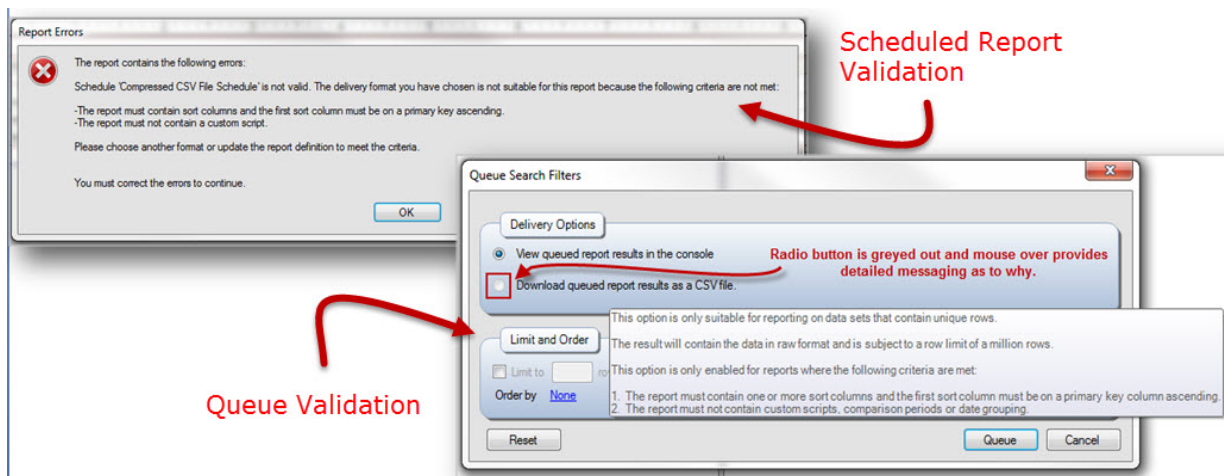 Report Errors
The report contains the following errors:
Schedule 'Compressed CSV File Schedule' is not valid. The delivery format you have chosen is not suitable for this report because the following criteria are not met:
-The report must contain sort columns and the first sort column must be on a primary key ascending.
-The report must not contain a custom script.
Please choose another format or update the report definition to meet the criteria.
You must correct the errors to continue.
OK
Scheduled Report
Validation
Queue Search Filters
Delivery Options
View queued report results in the console
Radio button is greyed out and mouse over provides
detailed messaging as to why.
Download queued report results as a CSV file.
This option is only suitable for reporting on data sets that contain unique rows.
The result will contain the data in raw format and is subject to a row limit of a million rows.
This option is only enabled for reports where the following criteria are met:
1. The report must contain one or more sort columns and the first sort column must be on a primary key column ascending.
2. The report must not contain custom scripts, comparison periods or date grouping.
Limit and Order
Limit to
Order by None
Reset
Queue
Cancel
Queue Validation